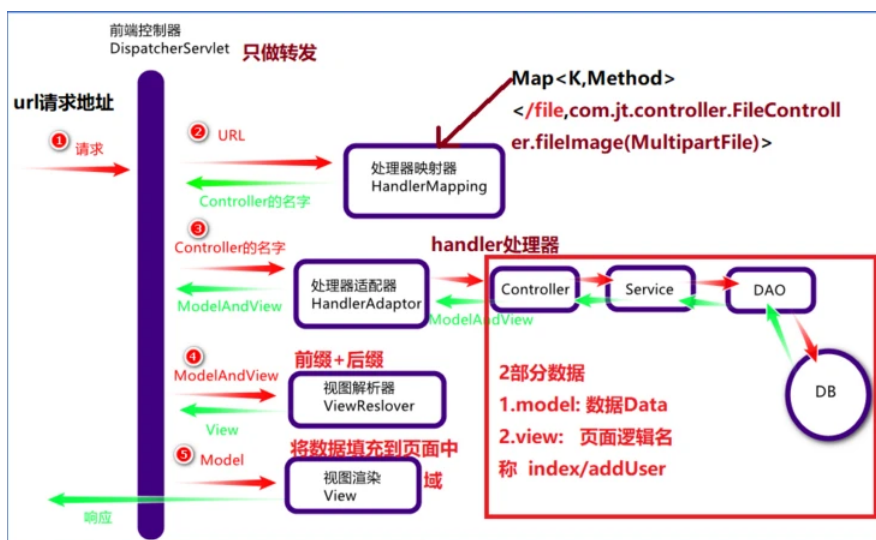 前端控制器
DispatcherServlet
只做转发
url请求地址
Map<K,Method>
</file,com.jt.controller.FileControll
er.fileImage(MultipartFile)>
❶
请求
❷
URL
处理器映射器
HandlerMapping
Controller的名字
❸
Controller的名字
handler处理器
处理器适配器
HandlerAdaptor
ModelAndView
ModelAndView
Controller
Service
DAO
DB
❹
ModelAndView
前缀+后缀
视图解析器
ViewReslover
View
2部分数据
1.model: 数据Data
2.view: 页面逻辑名
称 index/addUser
❺
Model
将数据填充到页面中
域
视图渲染
View
响应